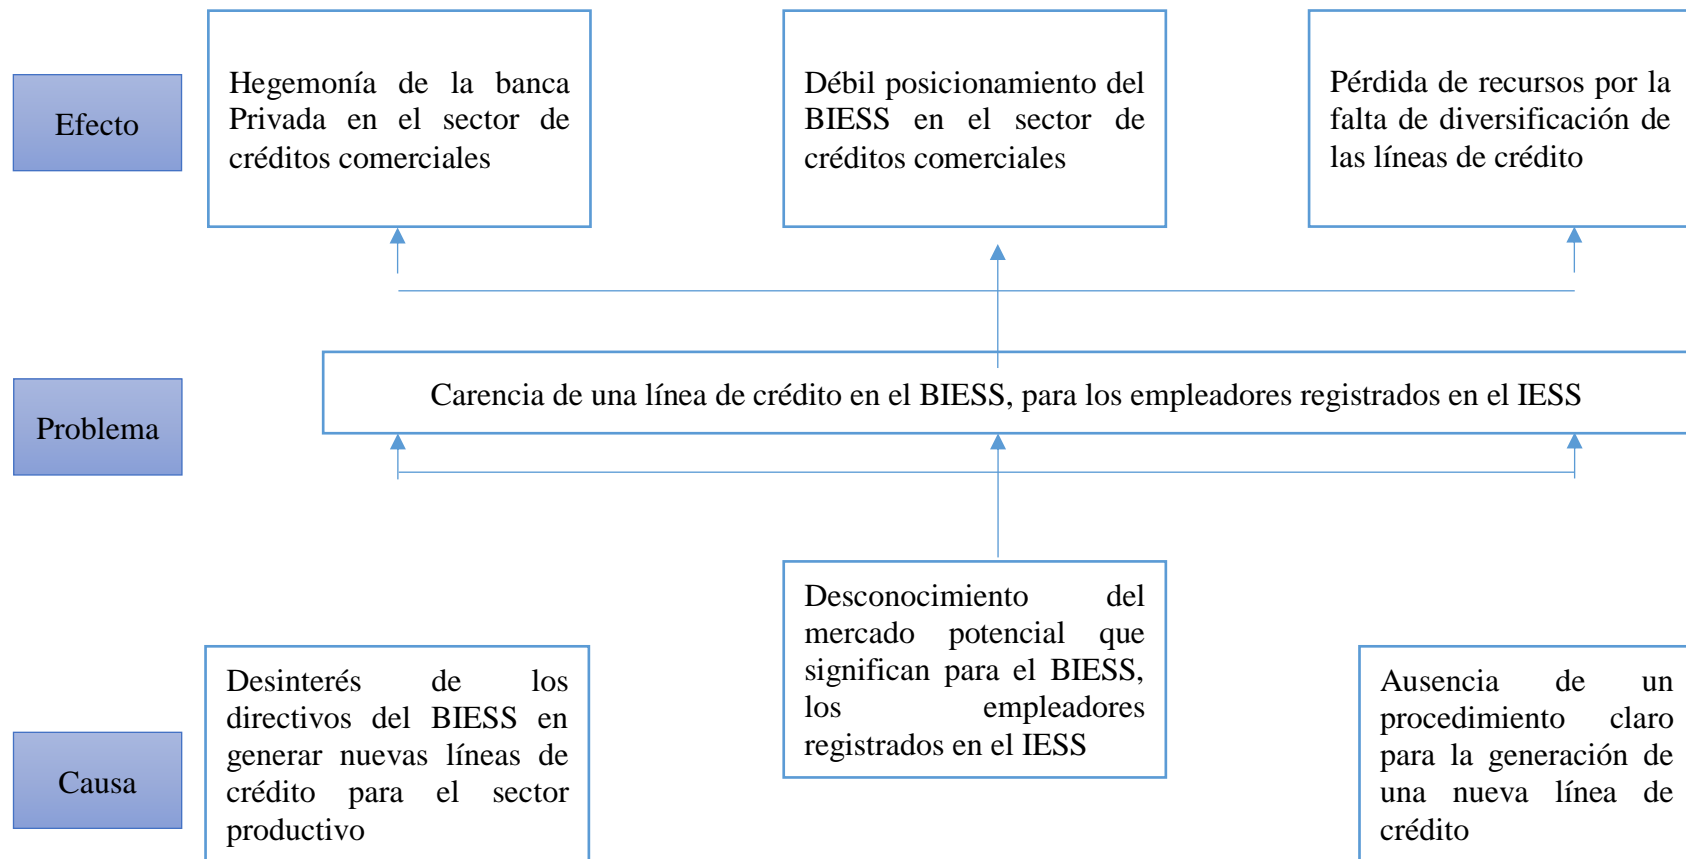 Efecto
Hegemonía de la banca
Privada en el sector de
créditos comerciales
Débil posicionamiento del
BIESS en el sector de
créditos comerciales
Pérdida de recursos por la
falta de diversificación de
las líneas de crédito
Problema
Carencia de una línea de crédito en el BIESS, para los empleadores registrados en el IESS
Causa
Desinterés de los
directivos del BIESS en
generar nuevas líneas de
crédito para el sector
productivo
Desconocimiento del
mercado potencial que
significan para el BIESS,
los empleadores
registrados en el IESS
Ausencia de un
procedimiento claro
para la generación de
una nueva línea de
crédito